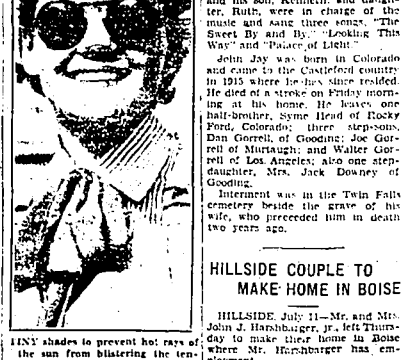 TINY shades to prevent hot rays of
the sun from blistering the ten-
and his son, Kenneth, and daugh-
ter, Ruth, were in charge of the
music and sang three songs, "The
Sweet By and By," "Looking This
Way" and "Palace of Light."
John Jay was born in Colorado
and came to the Castleford country
in 1915 where he has since resided.
He died of a stroke on Friday morn-
ing at his home. He leaves one
half-brother, Syme Head of Rocky
Ford, Colorado; three step-sons,
Dan Gorrell, of Gooding; Joe Gor-
rell of Murtaugh; and Walter Gor-
rell of Los Angeles; also one step-
daughter, Mrs. Jack Downey of
Gooding.
Interment was in the Twin Falls
cemetery beside the grave of his
wife, who preceeded him in death
two years ago.
HILLSIDE COUPLE TO
MAKE HOME IN BOISE
HILLSIDE, July 11—Mr. and Mrs.
John J. Harshbarger, jr., left Thurs-
day to make their home in Boise
where Mr. Harshbarger has em-